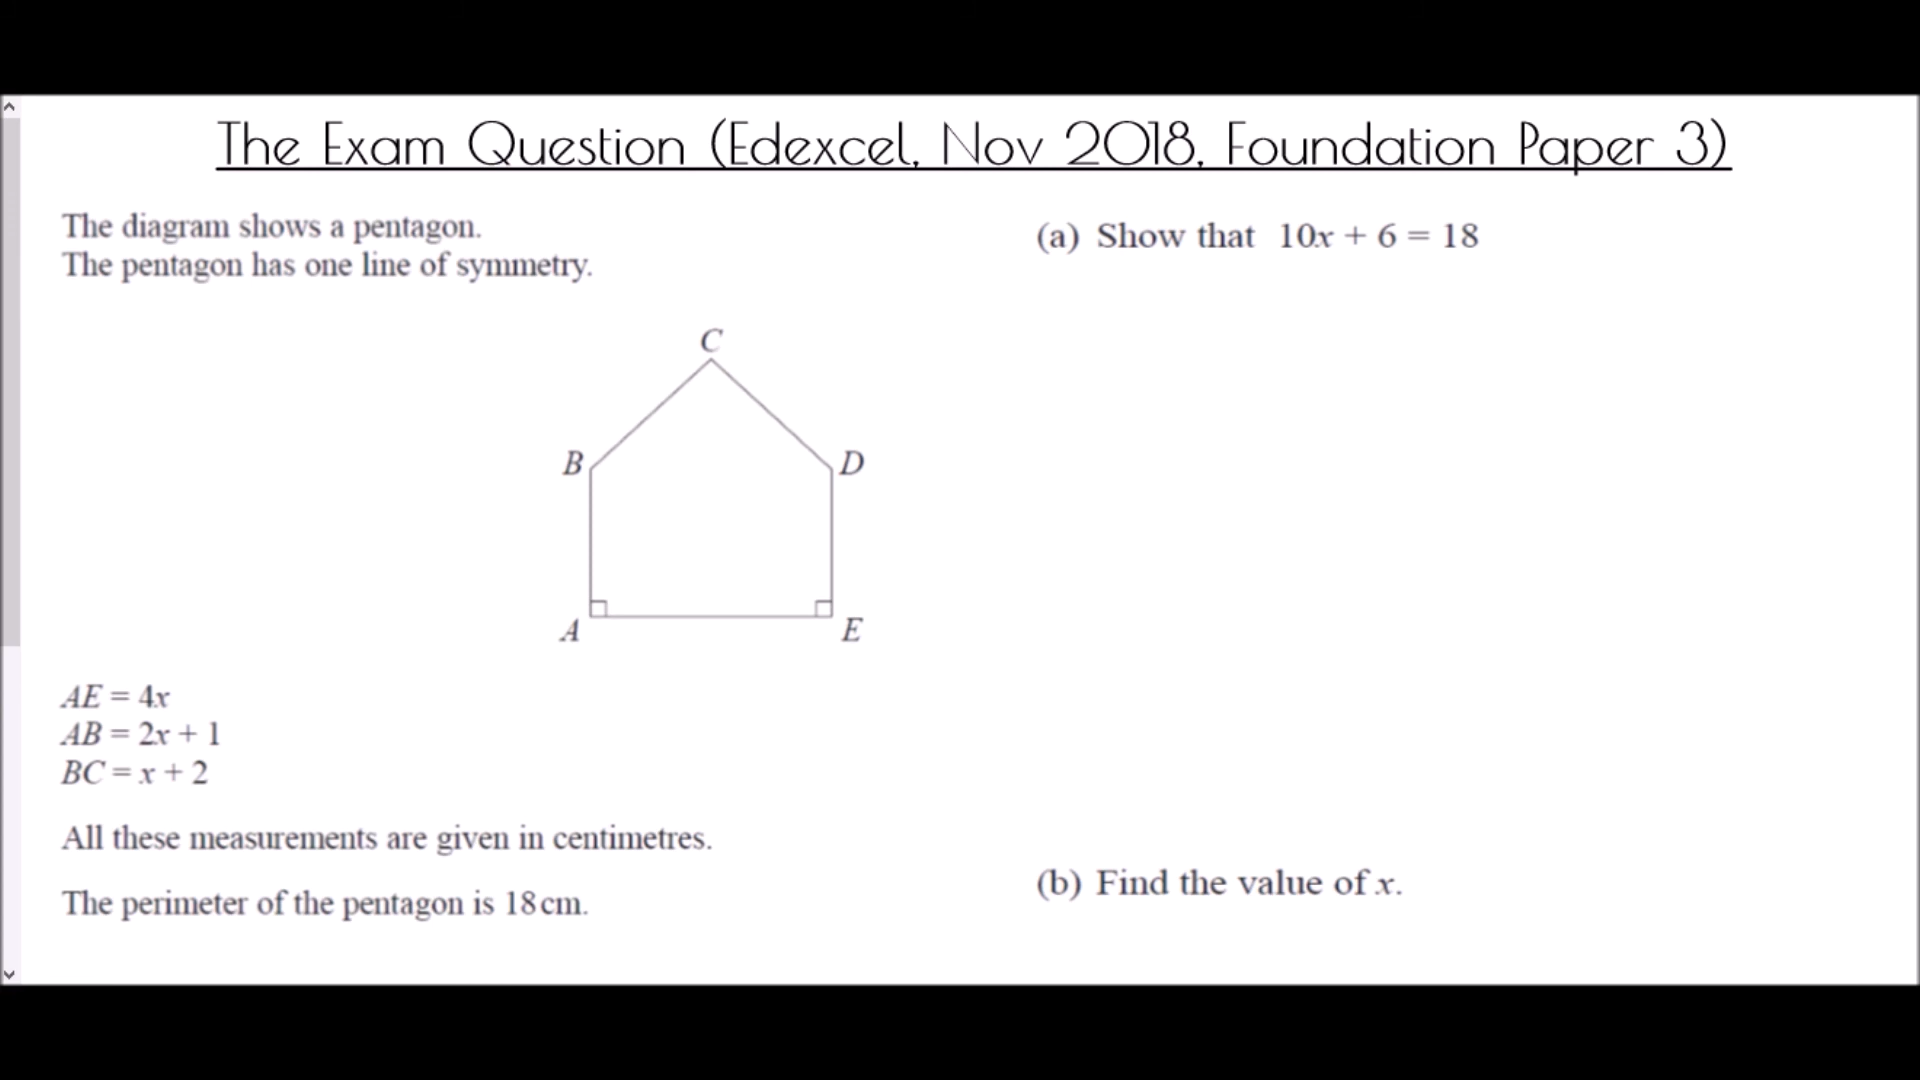 The Exam Question (Edexcel, Nov 2018, Foundation Paper 3)
The diagram shows a pentagon.
The pentagon has one line of symmetry.
C
B
D
A
E
AE = 4x
AB = 2x + 1
BC = x + 2
All these measurements are given in centimetres.
The perimeter of the pentagon is 18 cm.
(a) Show that 10x + 6 = 18
(b) Find the value of x.